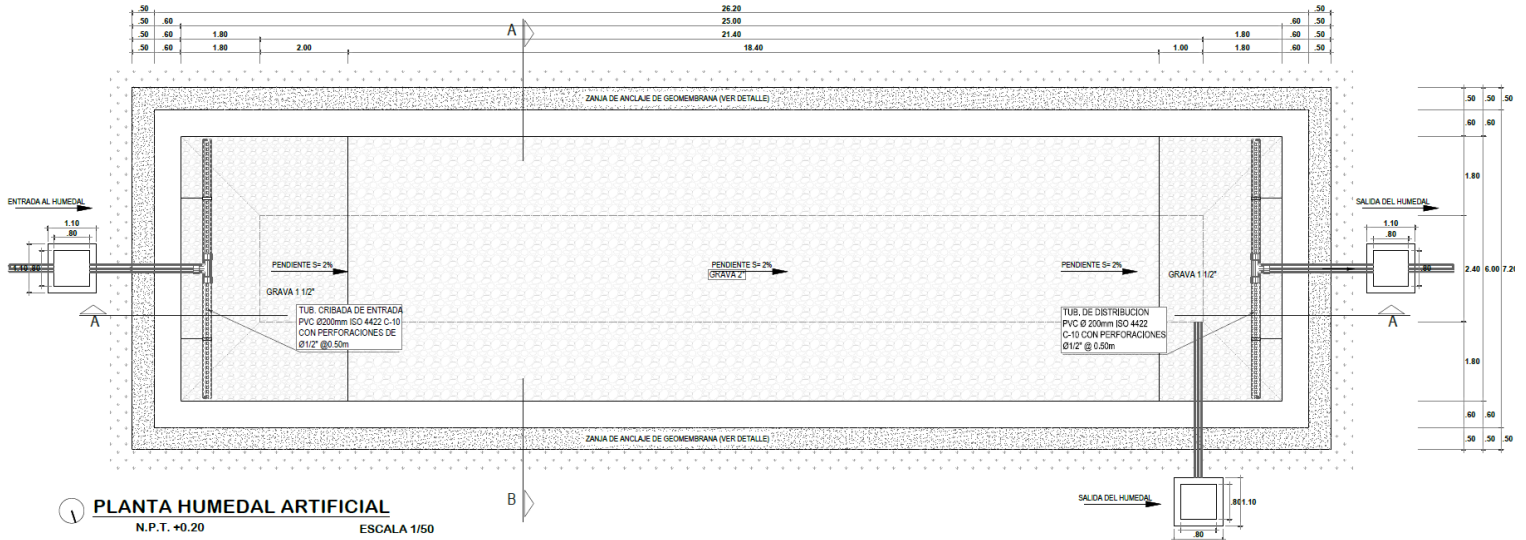 .50 26.20 .50
.50 .60 25.00 .60 .50
.50 .60 1.80 21.40 1.80 .60 .50
.50 .60 1.80 2.00 18.40 1.00 1.80 .60 .50
A
ZANJA DE ANCLAJE DE GEOMEMBRANA (VER DETALLE)
.50 .50 .50
.60 .60
1.80
ENTRADA AL HUMEDAL
1.10
.80
1.10 .80
SALIDA DEL HUMEDAL
1.10
.80
.80
2.40 6.00 7.20
PENDIENTE S= 2%
GRAVA 1 1/2"
PENDIENTE S= 2%
GRAVA 2"
PENDIENTE S= 2%
GRAVA 1 1/2"
TUB. CRIBADA DE ENTRADA
PVC Ø200mm ISO 4422 C-10
CON PERFORACIONES DE
Ø1/2" @0.50m
TUB. DE DISTRIBUCION
PVC Ø 200mm ISO 4422
C-10 CON PERFORACIONES
Ø1/2" @ 0.50m
A
A
1.80
.60 .60
.50 .50 .50
ZANJA DE ANCLAJE DE GEOMEMBRANA (VER DETALLE)
B
SALIDA DEL HUMEDAL
.80 1.10
.80
PLANTA HUMEDAL ARTIFICIAL
N.P.T. +0.20 ESCALA 1/50